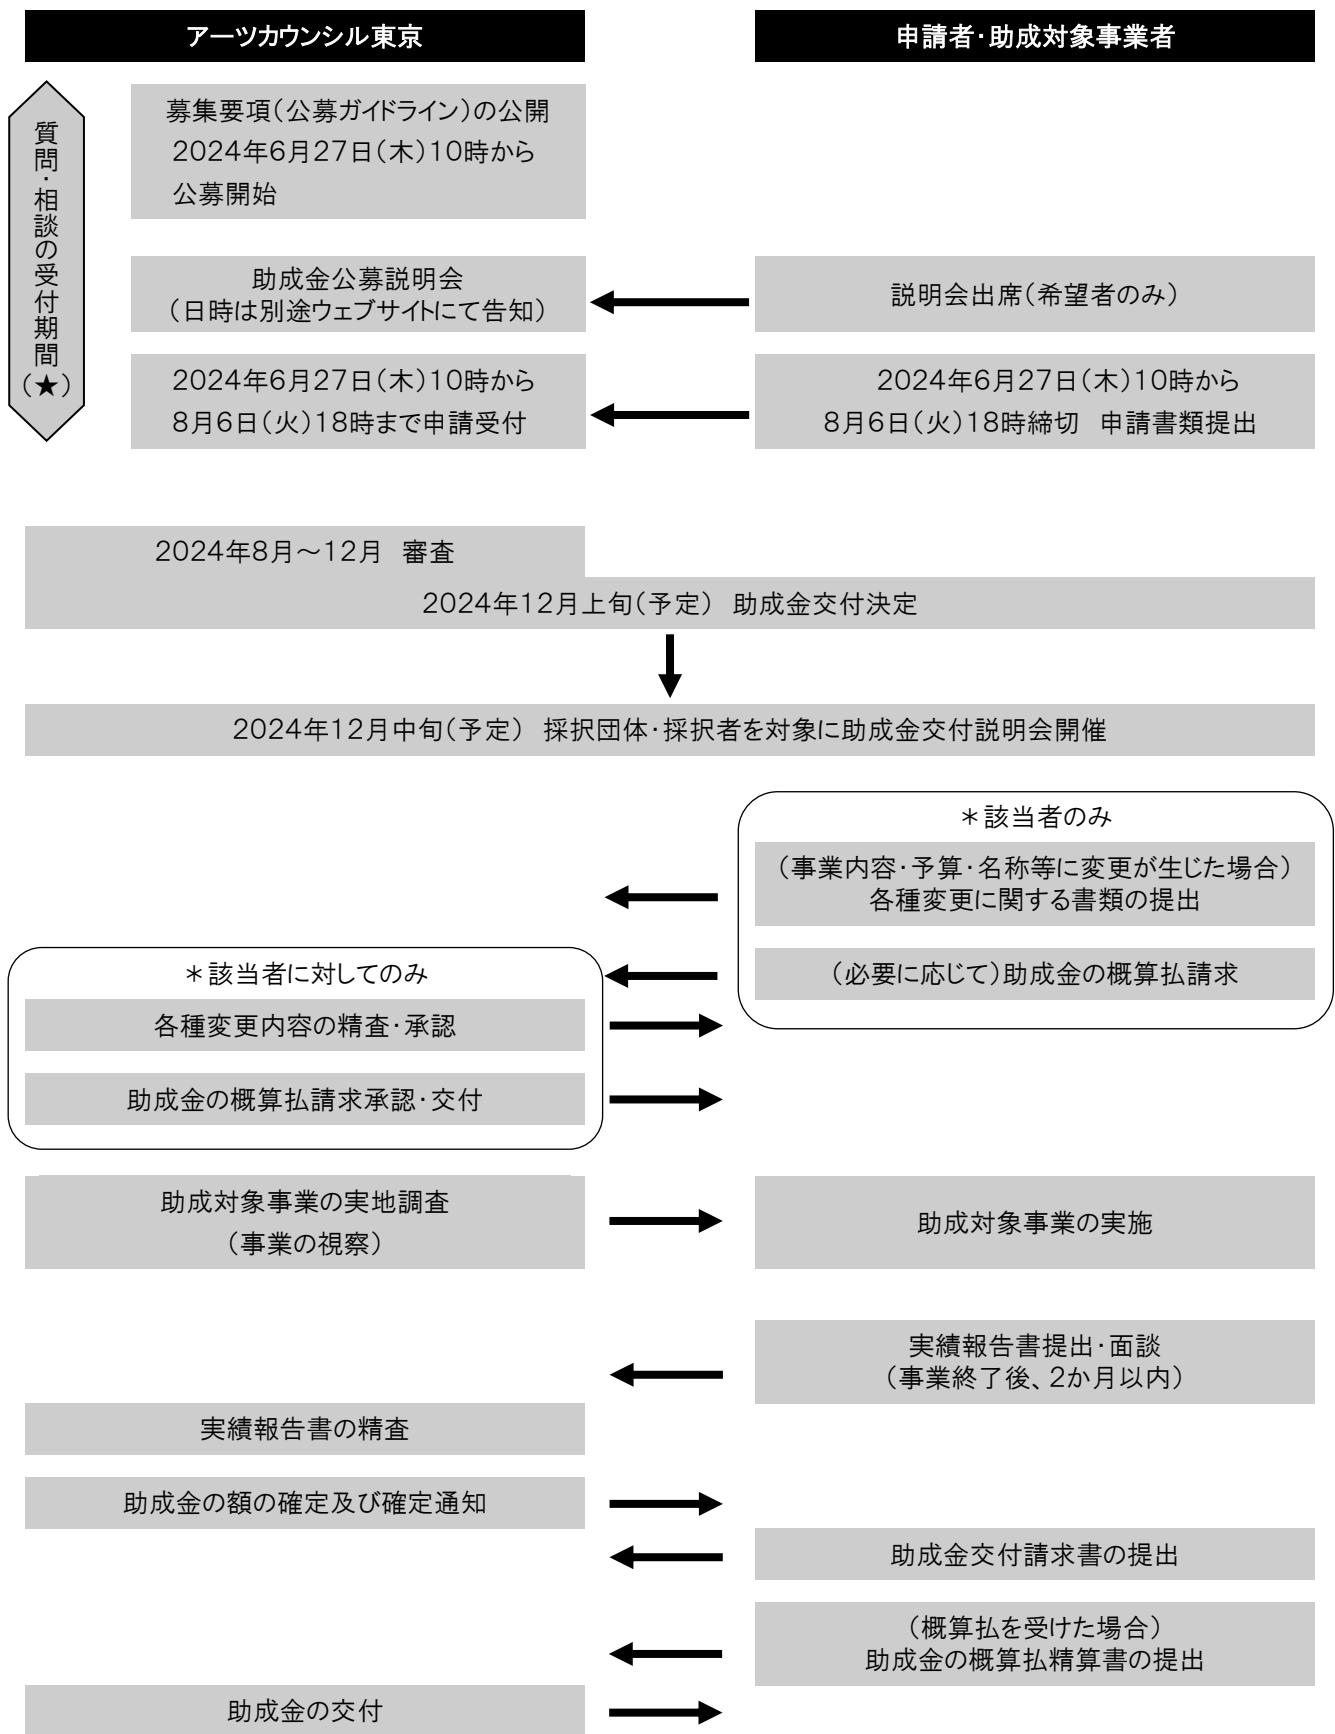 アーツカウンシル東京
申請者・助成対象事業者
質問・相談の受付期間(★)
募集要項(公募ガイドライン)の公開
2024年6月27日(木)10時から
公募開始
助成金公募説明会
(日時は別途ウェブサイトにて告知)
説明会出席(希望者のみ)
2024年6月27日(木)10時から
8月6日(火)18時まで申請受付
2024年6月27日(木)10時から
8月6日(火)18時締切 申請書類提出
2024年8月~12月 審査
2024年12月上旬(予定) 助成金交付決定
2024年12月中旬(予定) 採択団体・採択者を対象に助成金交付説明会開催
*該当者のみ
(事業内容・予算・名称等に変更が生じた場合)
各種変更に関する書類の提出
(必要に応じて)助成金の概算払請求
*該当者に対してのみ
各種変更内容の精査・承認
助成金の概算払請求承認・交付
助成対象事業の実地調査
(事業の視察)
助成対象事業の実施
実績報告書提出・面談
(事業終了後、2か月以内)
実績報告書の精査
助成金の額の確定及び確定通知
助成金交付請求書の提出
(概算払を受けた場合)
助成金の概算払精算書の提出
助成金の交付